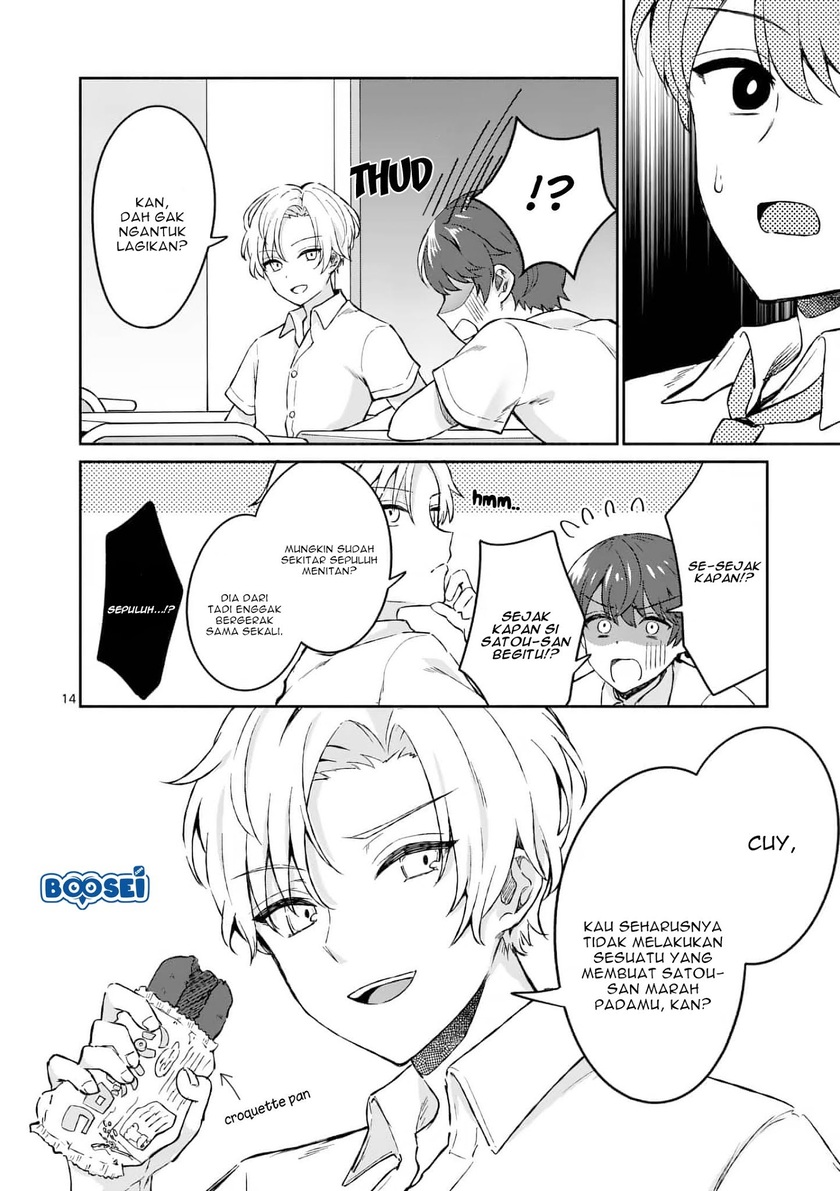 !?
THUD
KAN,
DAH GAK
NGANTUK
LAGIKAN?
SE-SEJAK
KAPAN!?
SEJAK
KAPAN SI
SATOU-SAN
BEGITU!?
hmm..
MUNGKIN SUDAH
SEKITAR SEPULUH
MENITAN?
DIA DARI
TADI ENGGAK
BERGERAK
SAMA SEKALI.
SEPULUH...!?
14
CUY,
KAU SEHARUSNYA
TIDAK MELAKUKAN
SESUATU YANG
MEMBUAT SATOU-
SAN MARAH
PADAMU, KAN?
BOOSEI
croquette pan